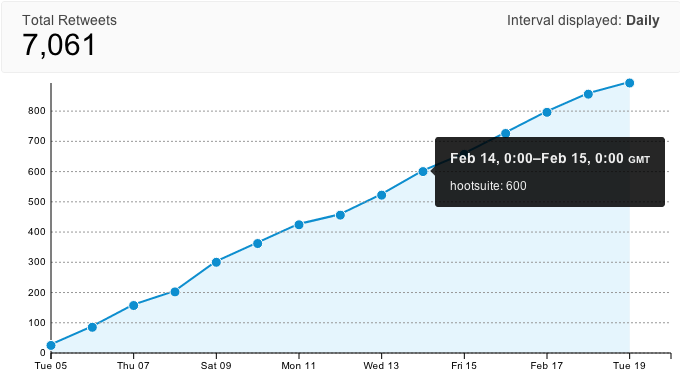 Total Retweets
Interval displayed: Daily
7,061
800
700
600
500
400
300
200
100
0
Feb 14, 0:00–Feb 15, 0:00 GMT
hootsuite: 600
Tue 05 Thu 07 Sat 09 Mon 11 Wed 13 Fri 15 Feb 17 Tue 19